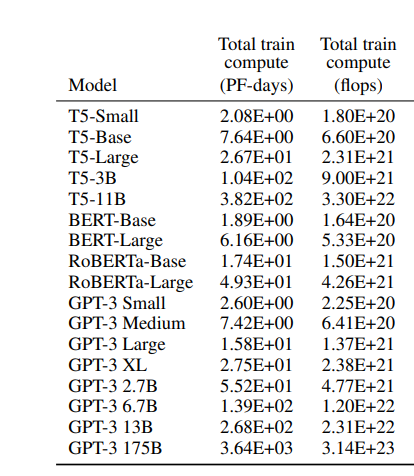 Total train Total train
compute compute
Model (PF-days) (flops)
T5-Small 2.08E+00 1.80E+20
T5-Base 7.64E+00 6.60E+20
T5-Large 2.67E+01 2.31E+21
T5-3B 1.04E+02 9.00E+21
T5-11B 3.82E+02 3.30E+22
BERT-Base 1.89E+00 1.64E+20
BERT-Large 6.16E+00 5.33E+20
RoBERTa-Base 1.74E+01 1.50E+21
RoBERTa-Large 4.93E+01 4.26E+21
GPT-3 Small 2.60E+00 2.25E+20
GPT-3 Medium 7.42E+00 6.41E+20
GPT-3 Large 1.58E+01 1.37E+21
GPT-3 XL 2.75E+01 2.38E+21
GPT-3 2.7B 5.52E+01 4.77E+21
GPT-3 6.7B 1.39E+02 1.20E+22
GPT-3 13B 2.68E+02 2.31E+22
GPT-3 175B 3.64E+03 3.14E+23